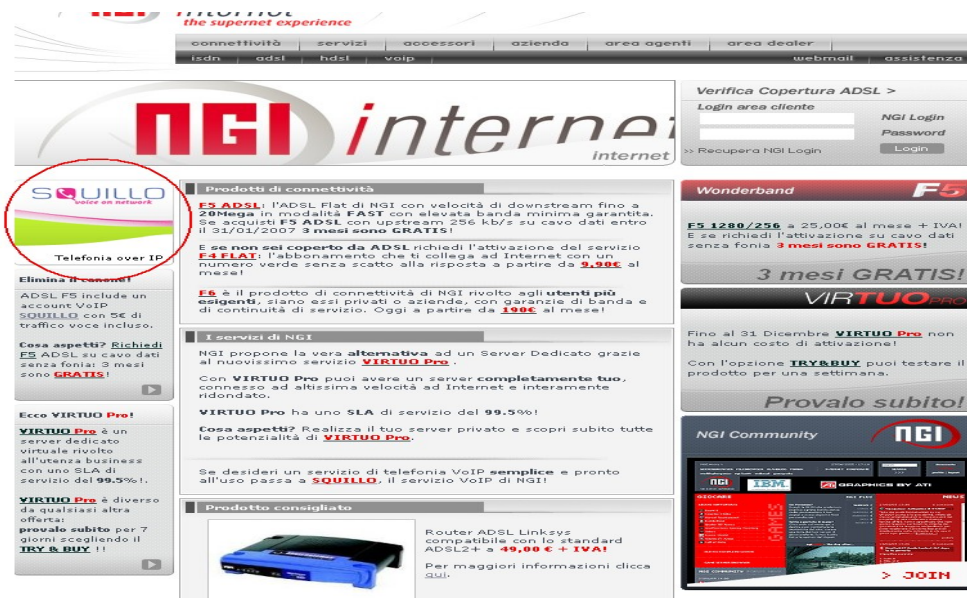 the supernet experience
connettività servizi accessori azienda area agenti area dealer
isdn adsl hdsl voip webmail assistenza
NGI internet
internet
Verifica Copertura ADSL >
Login area cliente
NGI Login
Password
>> Recupera NGI Login Login
SQUILLO
voice on network
Telefonia over IP
Elimina il canone!
ADSL F5 include un
account VoIP
SQUILLO con 5€ di
traffico voce incluso.
Cosa aspetti? Richiedi
F5 ADSL su cavo dati
senza fonia: 3 mesi
sono GRATIS!
Ecco VIRTUO Pro!
VIRTUO Pro è un
server dedicato
virtuale rivolto
all'utenza business
con uno SLA di
servizio del 99.5%!.
VIRTUO Pro è diverso
da qualsiasi altra
offerta:
provalo subito per 7
giorni scegliendo il
TRY & BUY !!
Prodotti di connettività
F5 ADSL: l'ADSL Flat di NGI con velocità di downstream fino a
20Mega in modalità FAST con elevata banda minima garantita.
Se acquisti F5 ADSL con upstream 256 kb/s su cavo dati entro
il 31/01/2007 3 mesi sono GRATIS!
E se non sei coperto da ADSL richiedi l'attivazione del servizio
F4 FLAT: l'abbonamento che ti collega ad Internet con un
numero verde senza scatto alla risposta a partire da 9,90€ al
mese!
F6 è il prodotto di connettività di NGI rivolto agli utenti più
esigenti, siano essi privati o aziende, con garanzie di banda e
di continuità di servizio. Oggi a partire da 190€ al mese!
I servizi di NGI
NGI propone la vera alternativa ad un Server Dedicato grazie
al nuovissimo servizio VIRTUO Pro .
Con VIRTUO Pro puoi avere un server completamente tuo,
connesso ad altissima velocità ad Internet e interamente
ridondato.
VIRTUO Pro ha uno SLA di servizio del 99.5%!
Cosa aspetti? Realizza il tuo server privato e scopri subito tutte
le potenzialità di VIRTUO Pro.
Se desideri un servizio di telefonia VoIP semplice e pronto
all'uso passa a SQUILLO, il servizio VoIP di NGI!
Prodotto consigliato
Router ADSL Linksys
compatibile con lo standard
ADSL2+ a 49,00 € + IVA!
Per maggiori informazioni clicca
qui.
Wonderband F5
F5 1280/256 a 25,00€ al mese + IVA!
E se richiedi l'attivazione su cavo dati
senza fonia 3 mesi sono GRATIS!
3 mesi GRATIS!
VIRTUO PRO
Fino al 31 Dicembre VIRTUO Pro non
ha alcun costo di attivazione!
Con l'opzione TRY&BUY puoi testare il
prodotto per una settimana.
Provalo subito!
NGI Community NGI
NGI IBM GRAPHICS BY ATI
GIOCARE NGI PLUS NEWS
GAMES
> JOIN